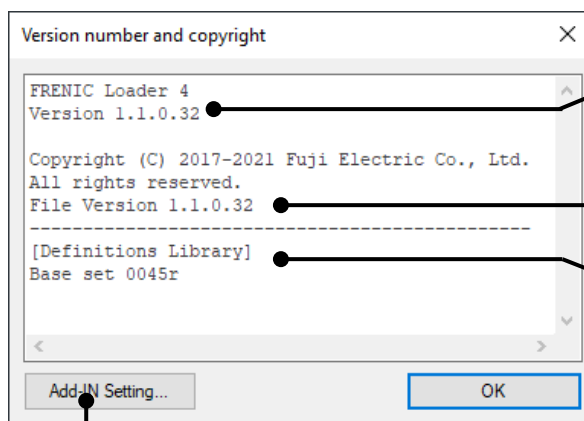 Version number and copyright
FRENIC Loader 4
Version 1.1.0.32
Copyright (C) 2017-2021 Fuji Electric Co., Ltd.
All rights reserved.
File Version 1.1.0.32
-----------------------------------------------
[Definitions Library]
Base set 0045r
Add-IN Setting...
OK